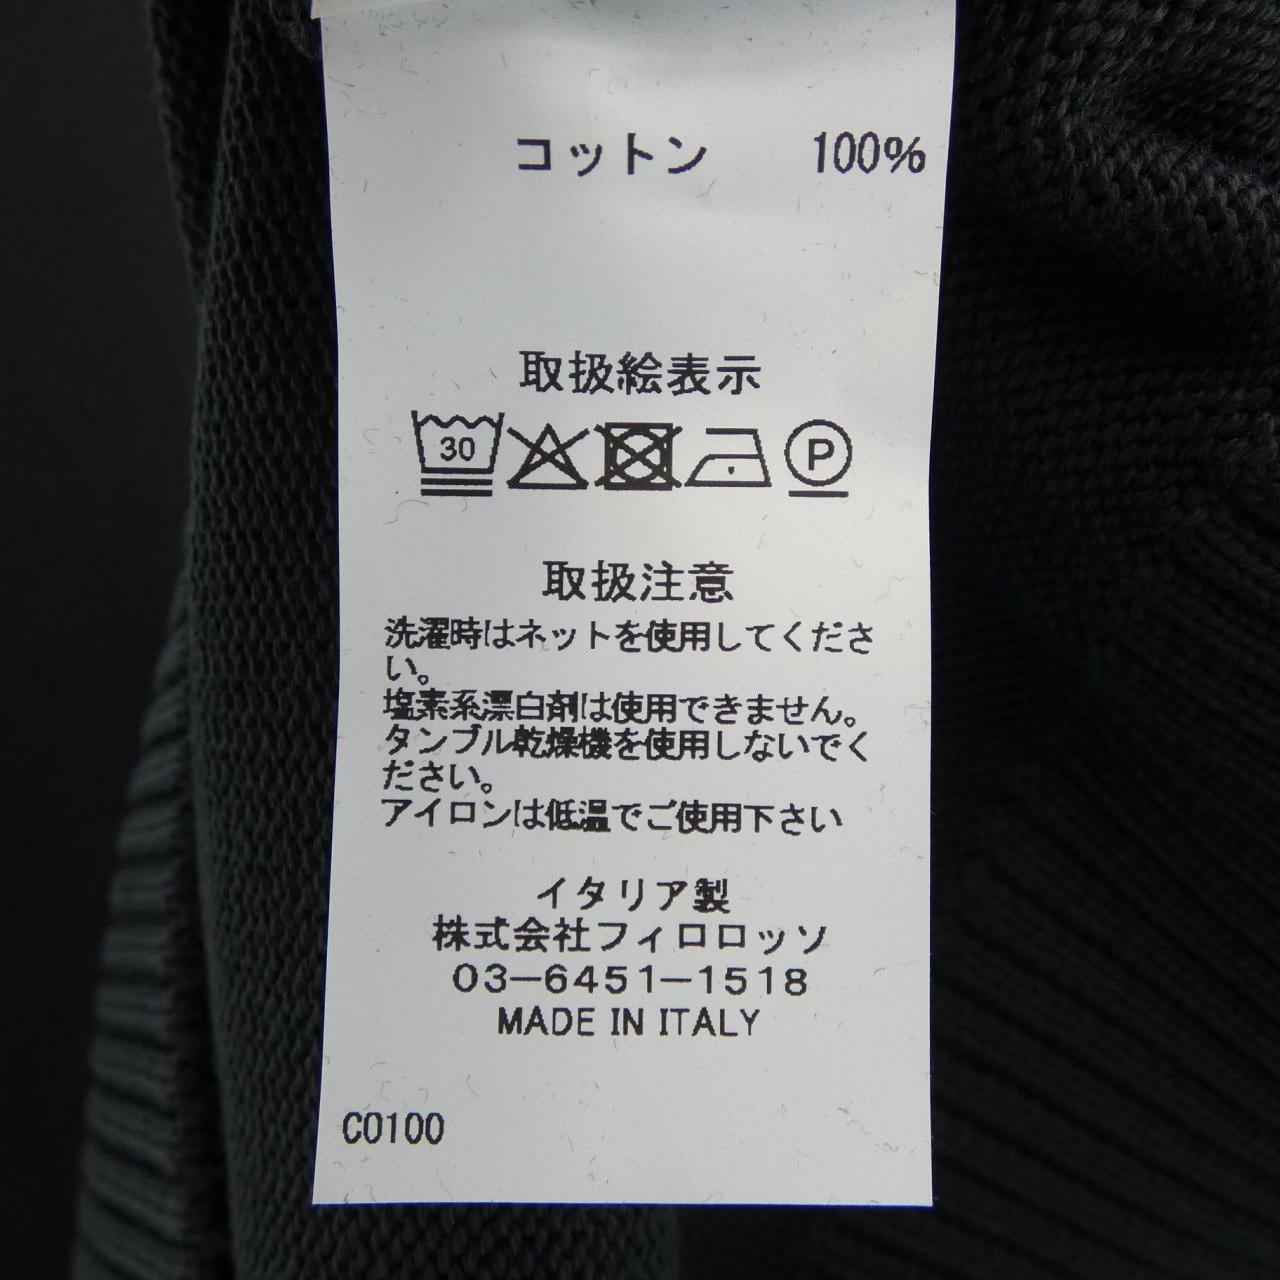 コットン 100%
取扱絵表示
30 P
取扱注意
洗濯時はネットを使用してくださ
い。
塩素系漂白剤は使用できません。
タンブル乾燥機を使用しないでく
ださい。
アイロンは低温でご使用下さい
イタリア製
株式会社フィロロッソ
03-6451-1518
MADE IN ITALY
C0100